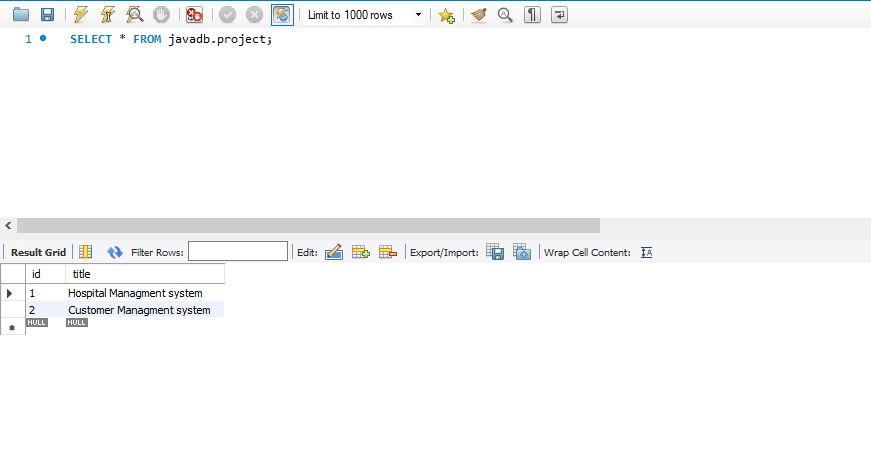 Limit to 1000 rows
1 SELECT * FROM javadb.project;
Result Grid Filter Rows: Edit: Export/Import: Wrap Cell Content: IA
id title
1 Hospital Managment system
2 Customer Managment system
NULL NULL